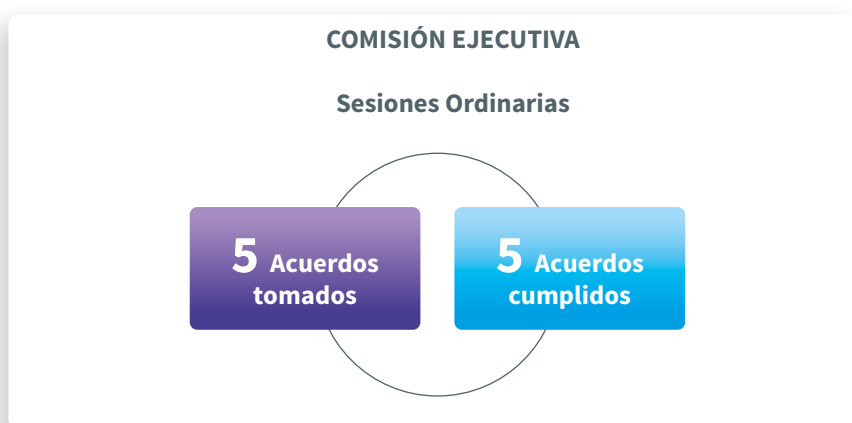 COMISIÓN EJECUTIVA
Sesiones Ordinarias
5 Acuerdos
tomados
5 Acuerdos
cumplidos